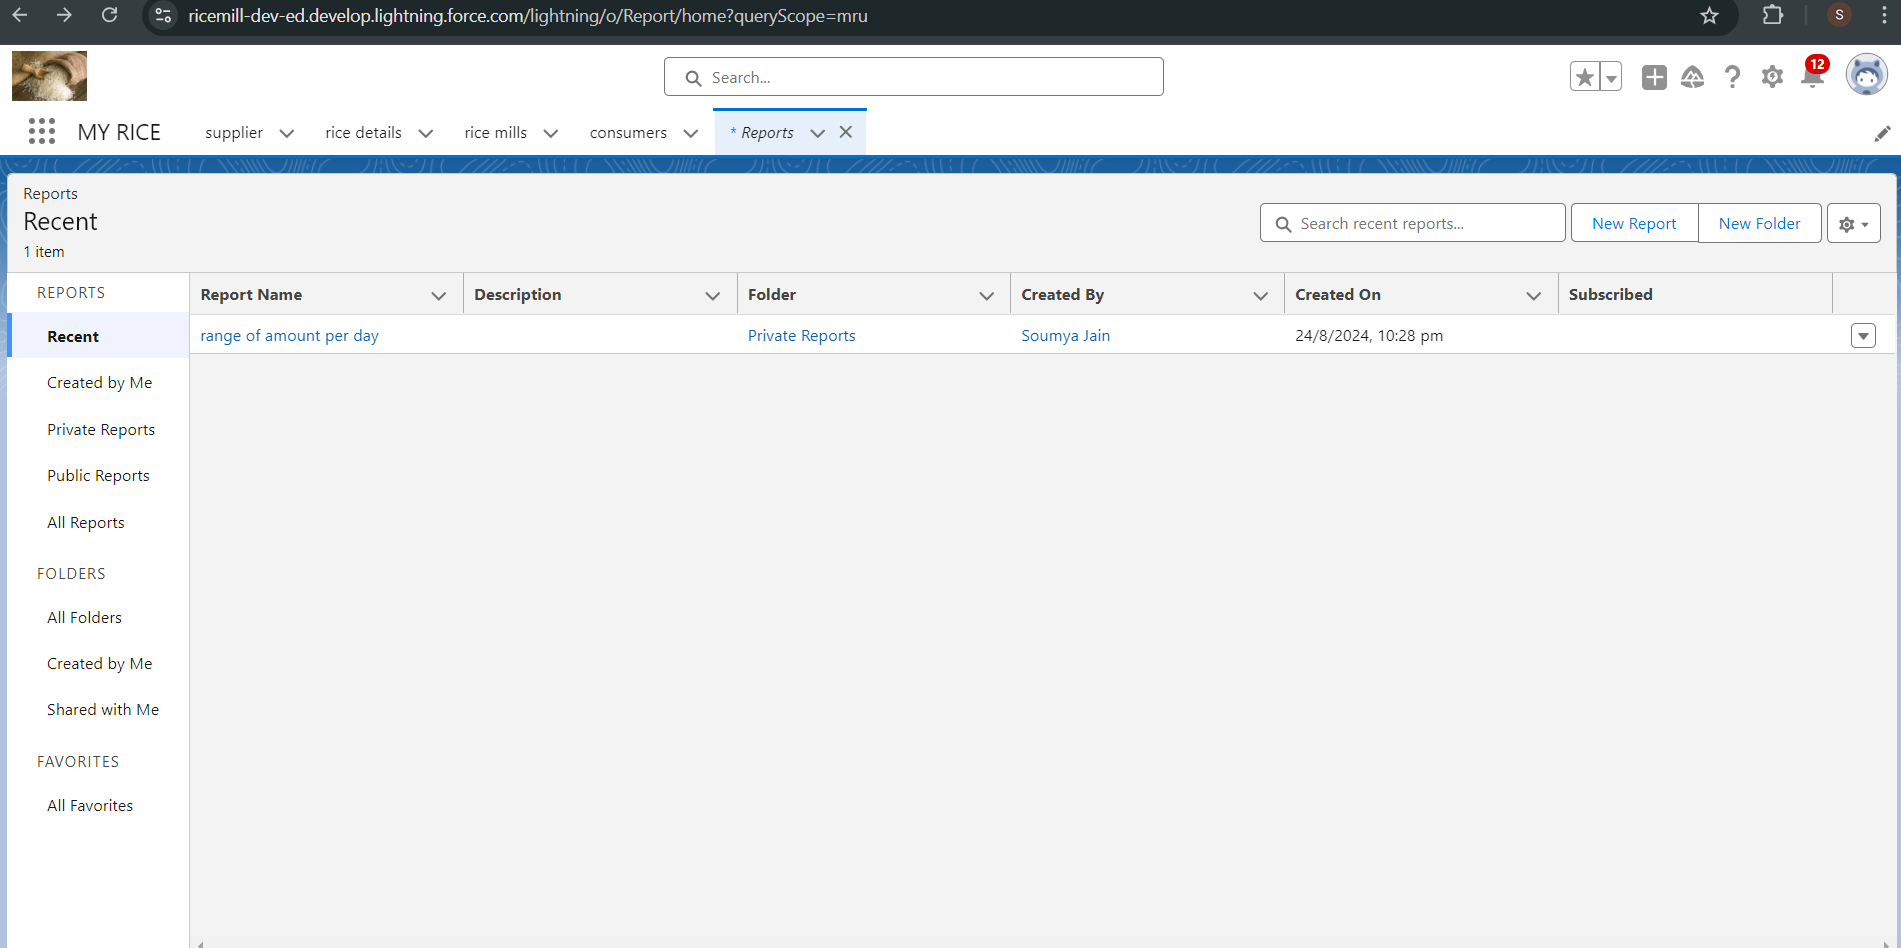 ricemill-dev-ed.develop.lightning.force.com/lightning/o/Report/home?queryScope=mru
S
Search...
12
MY RICE
supplier
rice details
rice mills
consumers
* Reports
Reports
Recent
1 item
Search recent reports...
New Report
New Folder
REPORTS
Recent
Created by Me
Private Reports
Public Reports
All Reports
FOLDERS
All Folders
Created by Me
Shared with Me
FAVORITES
All Favorites
Report Name Description Folder Created By Created On Subscribed
range of amount per day Private Reports Soumya Jain 24/8/2024, 10:28 pm